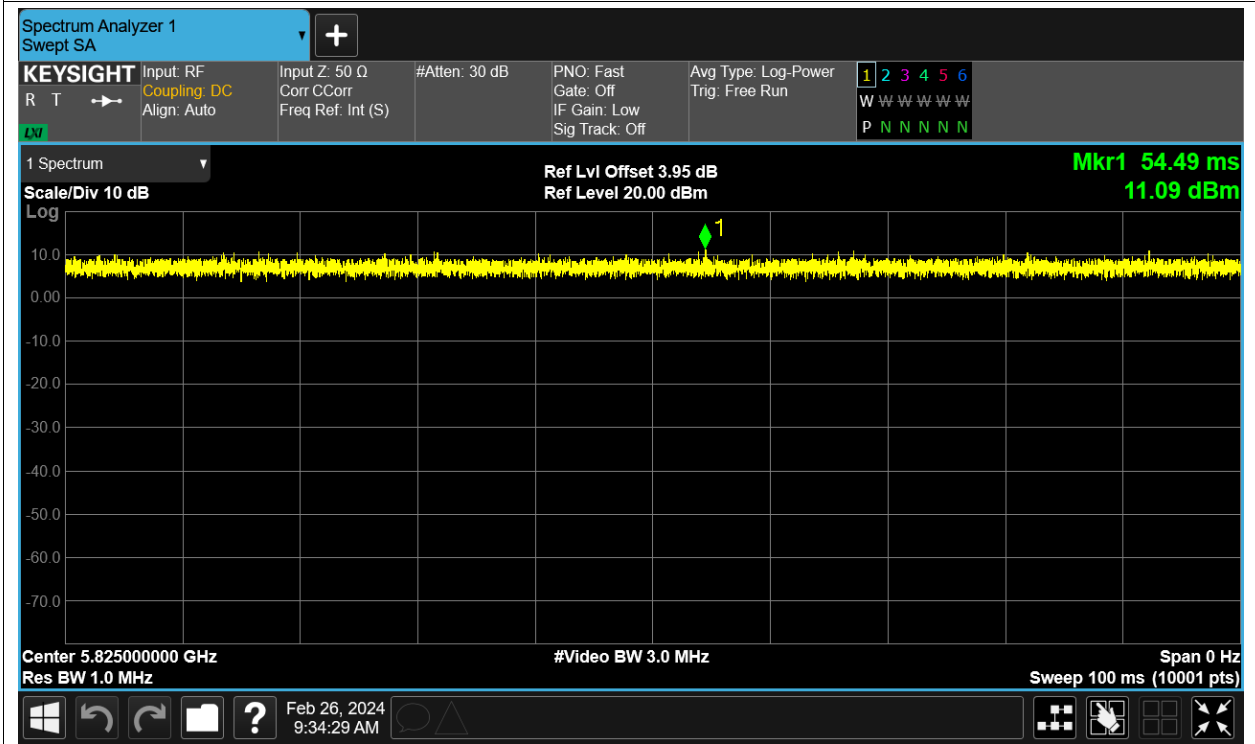 Spectrum Analyzer 1
Swept SA
KEYSIGHT
R T
LXI
Input: RF
Coupling: DC
Align: Auto
Input Z: 50 Ω
Corr CCorr
Freq Ref: Int (S)
#Atten: 30 dB
PNO: Fast
Gate: Off
IF Gain: Low
Sig Track: Off
Avg Type: Log-Power
Trig: Free Run
1 2 3 4 5 6
W W W W W W
P N N N N N
1 Spectrum
Scale/Div 10 dB
Ref Lvl Offset 3.95 dB
Ref Level 20.00 dBm
Mkr1 54.49 ms
11.09 dBm
Log
1
10.0
0.00
-10.0
-20.0
-30.0
-40.0
-50.0
-60.0
-70.0
Center 5.825000000 GHz
#Video BW 3.0 MHz
Span 0 Hz
Res BW 1.0 MHz
Sweep 100 ms (10001 pts)
?
Feb 26, 2024
9:34:29 AM